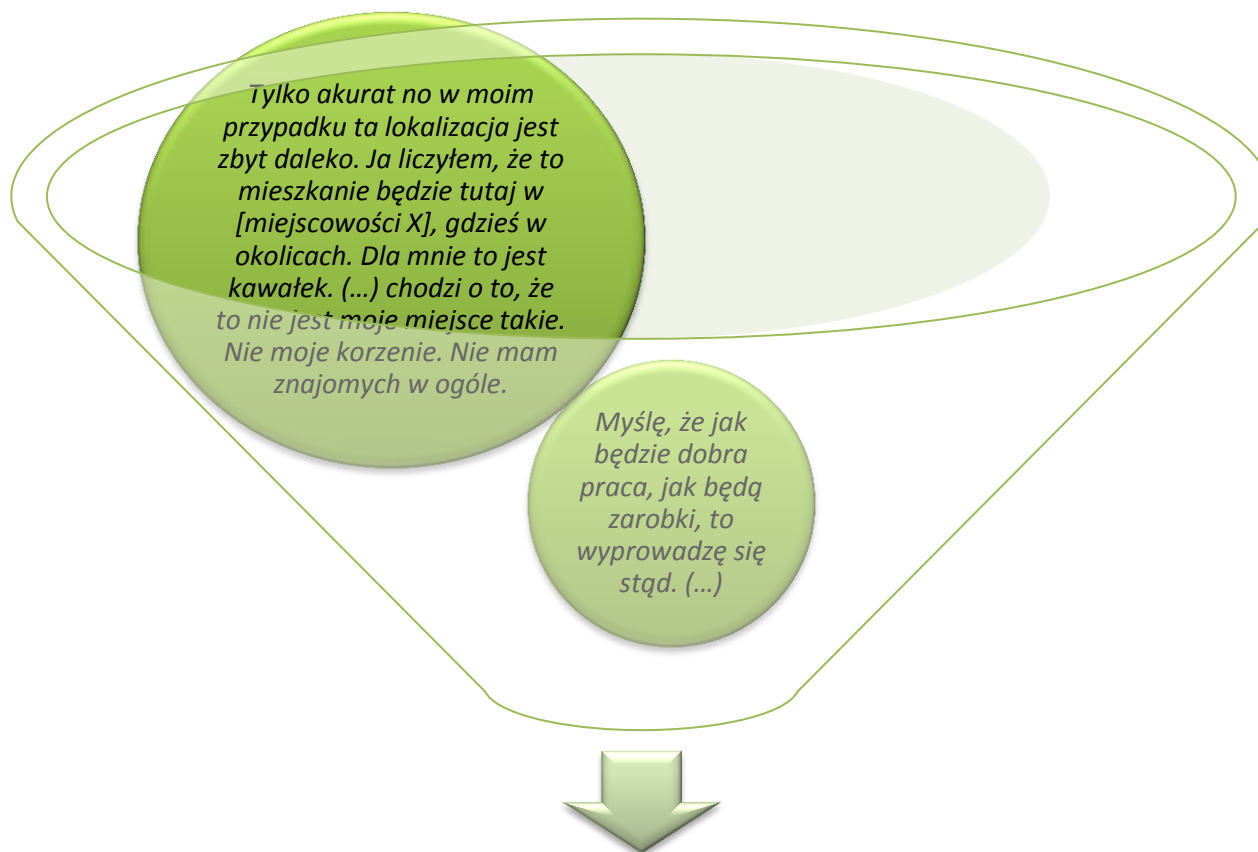 Tylko akurat no w moim
przypadku ta lokalizacja jest
zbyt daleko. Ja liczyłem, że to
mieszkanie będzie tutaj w
[miejscowości X], gdzieś w
okolicach. Dla mnie to jest
kawałek. (...) chodzi o to, że
to nie jest moje miejsce takie.
Nie moje korzenie. Nie mam
znajomych w ogóle.
Myślę, że jak
będzie dobra
praca, jak będą
zarobki, to
wyprowadzę się
stąd. (...)